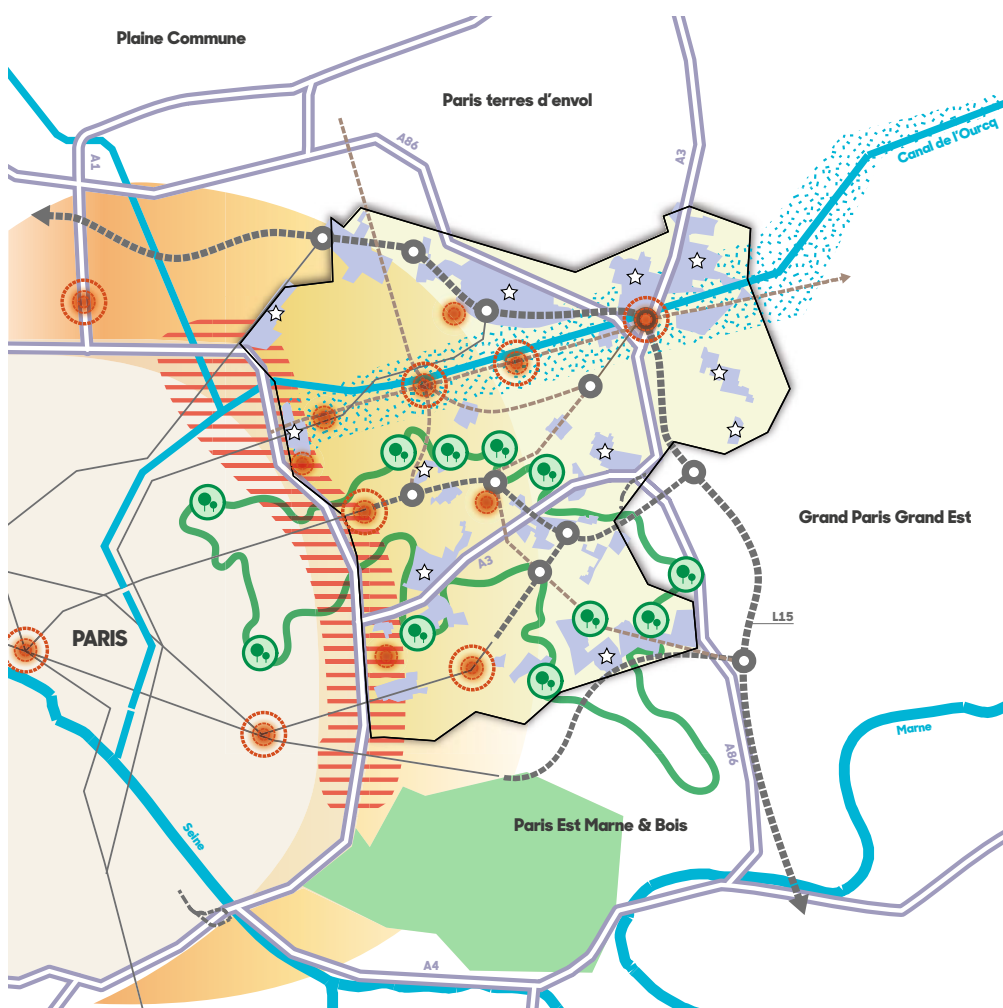 Plaine Commune
Paris terres d'envol
A86
A3
Canal de l'Ourcq
A1
Grand Paris Grand Est
A3
L15
PARIS
Marne
A86
Seine
Paris Est Marne & Bois
A4